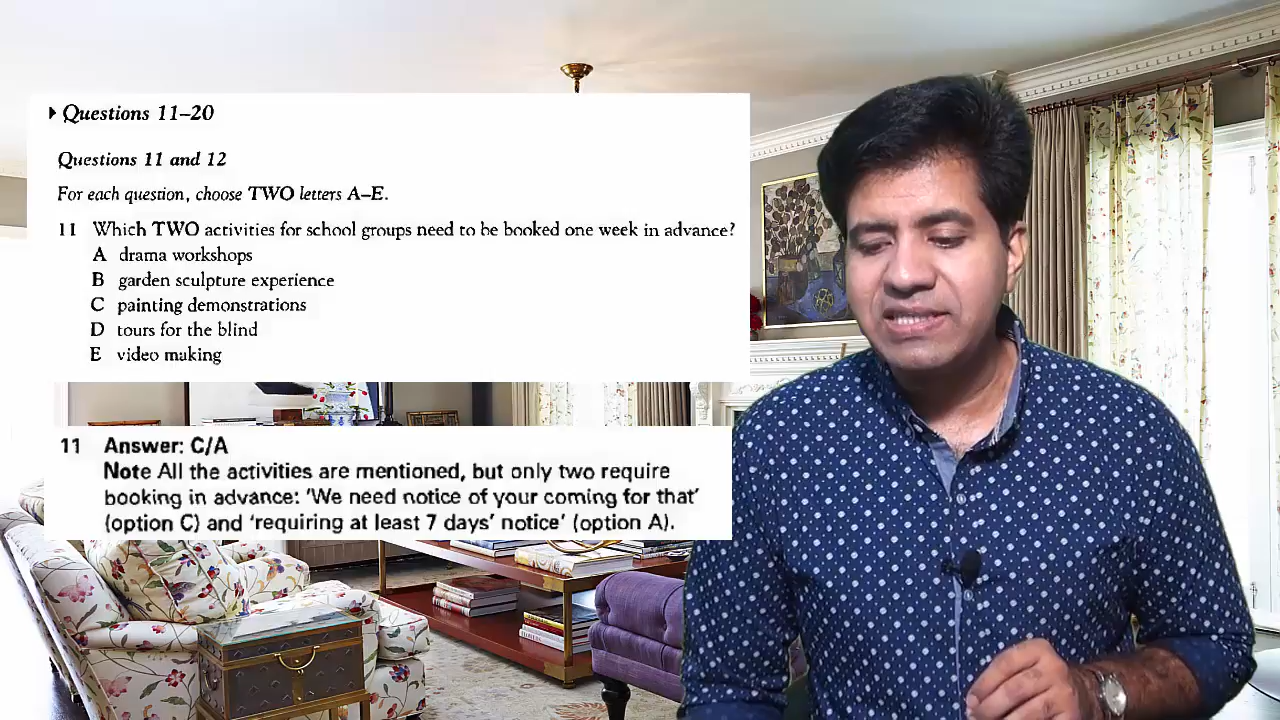 Questions 11–20
Questions 11 and 12
For each question, choose TWO letters A–E.
11 Which TWO activities for school groups need to be booked one week in advance?
A drama workshops
B garden sculpture experience
C painting demonstrations
D tours for the blind
E video making
11 Answer: C/A
Note All the activities are mentioned, but only two require
booking in advance: 'We need notice of your coming for that'
(option C) and 'requiring at least 7 days' notice' (option A).